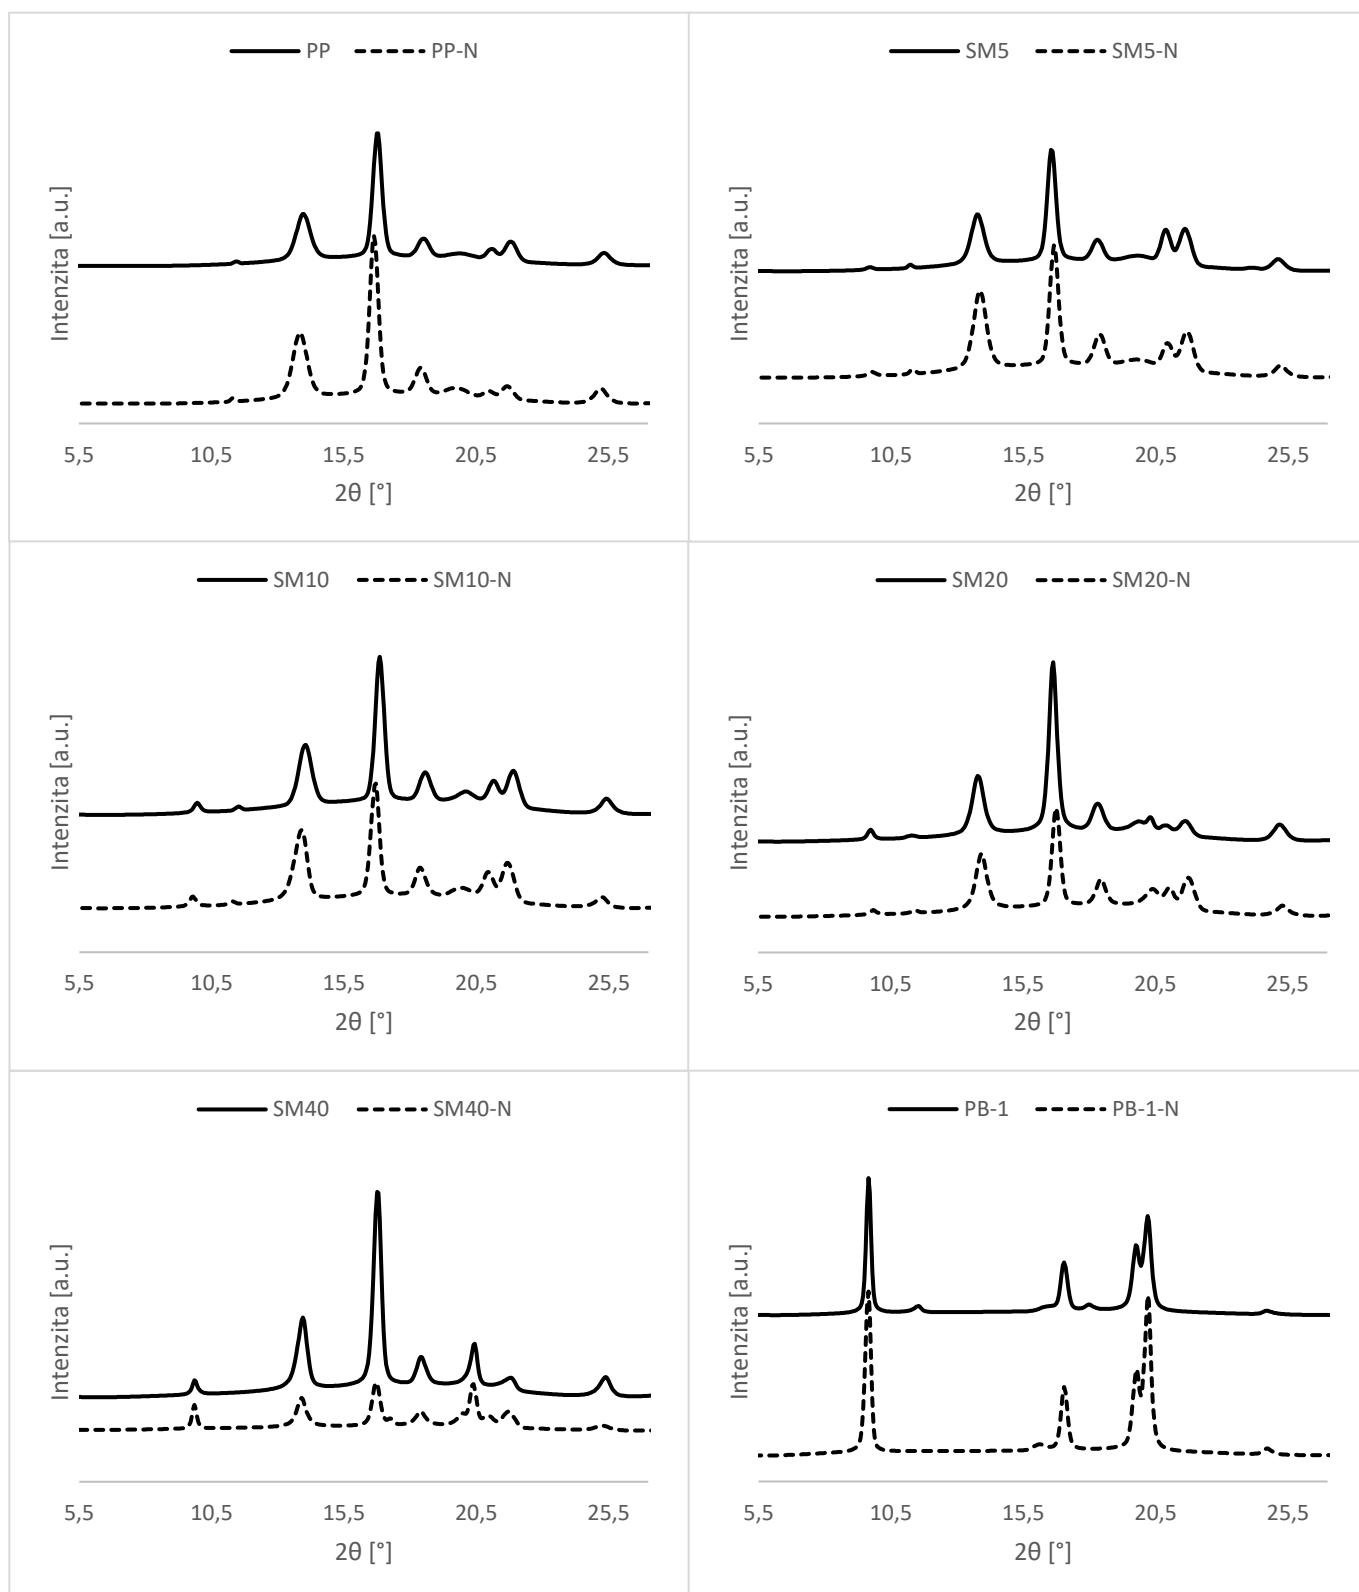 PP PP-N
Intenzita [a.u.]
5,5 10,5 15,5 20,5 25,5
2θ [°]
SM5 SM5-N
Intenzita [a.u.]
5,5 10,5 15,5 20,5 25,5
2θ [°]
SM10 SM10-N
Intenzita [a.u.]
5,5 10,5 15,5 20,5 25,5
2θ [°]
SM20 SM20-N
Intenzita [a.u.]
5,5 10,5 15,5 20,5 25,5
2θ [°]
SM40 SM40-N
Intenzita [a.u.]
5,5 10,5 15,5 20,5 25,5
2θ [°]
PB-1 PB-1-N
Intenzita [a.u.]
5,5 10,5 15,5 20,5 25,5
2θ [°]